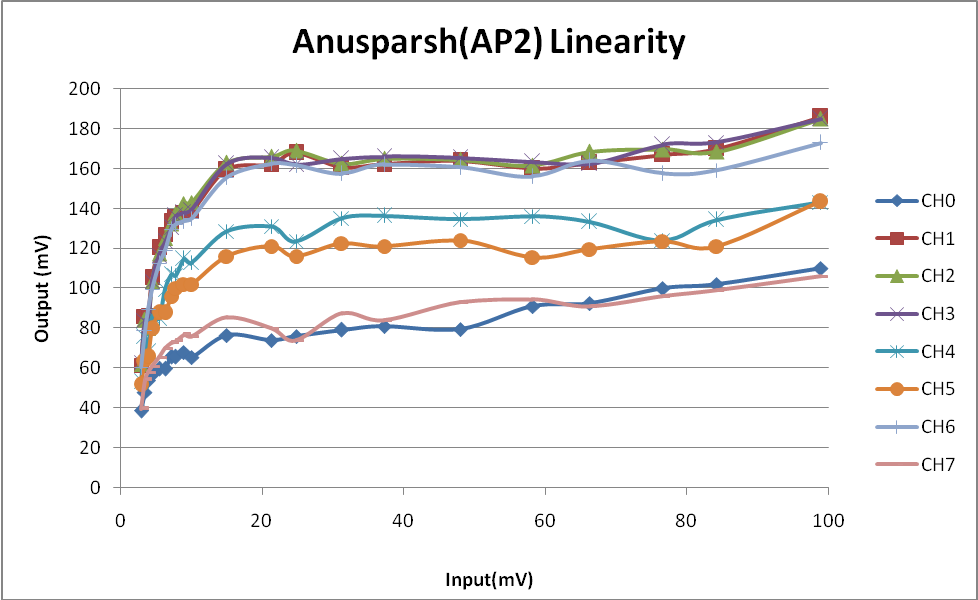 Anusparsh(AP2) Linearity
Output (mV)
200
180
160
140
120
100
80
60
40
20
0
0 20 40 60 80 100
Input(mV)
CH0
CH1
CH2
CH3
CH4
CH5
CH6
CH7